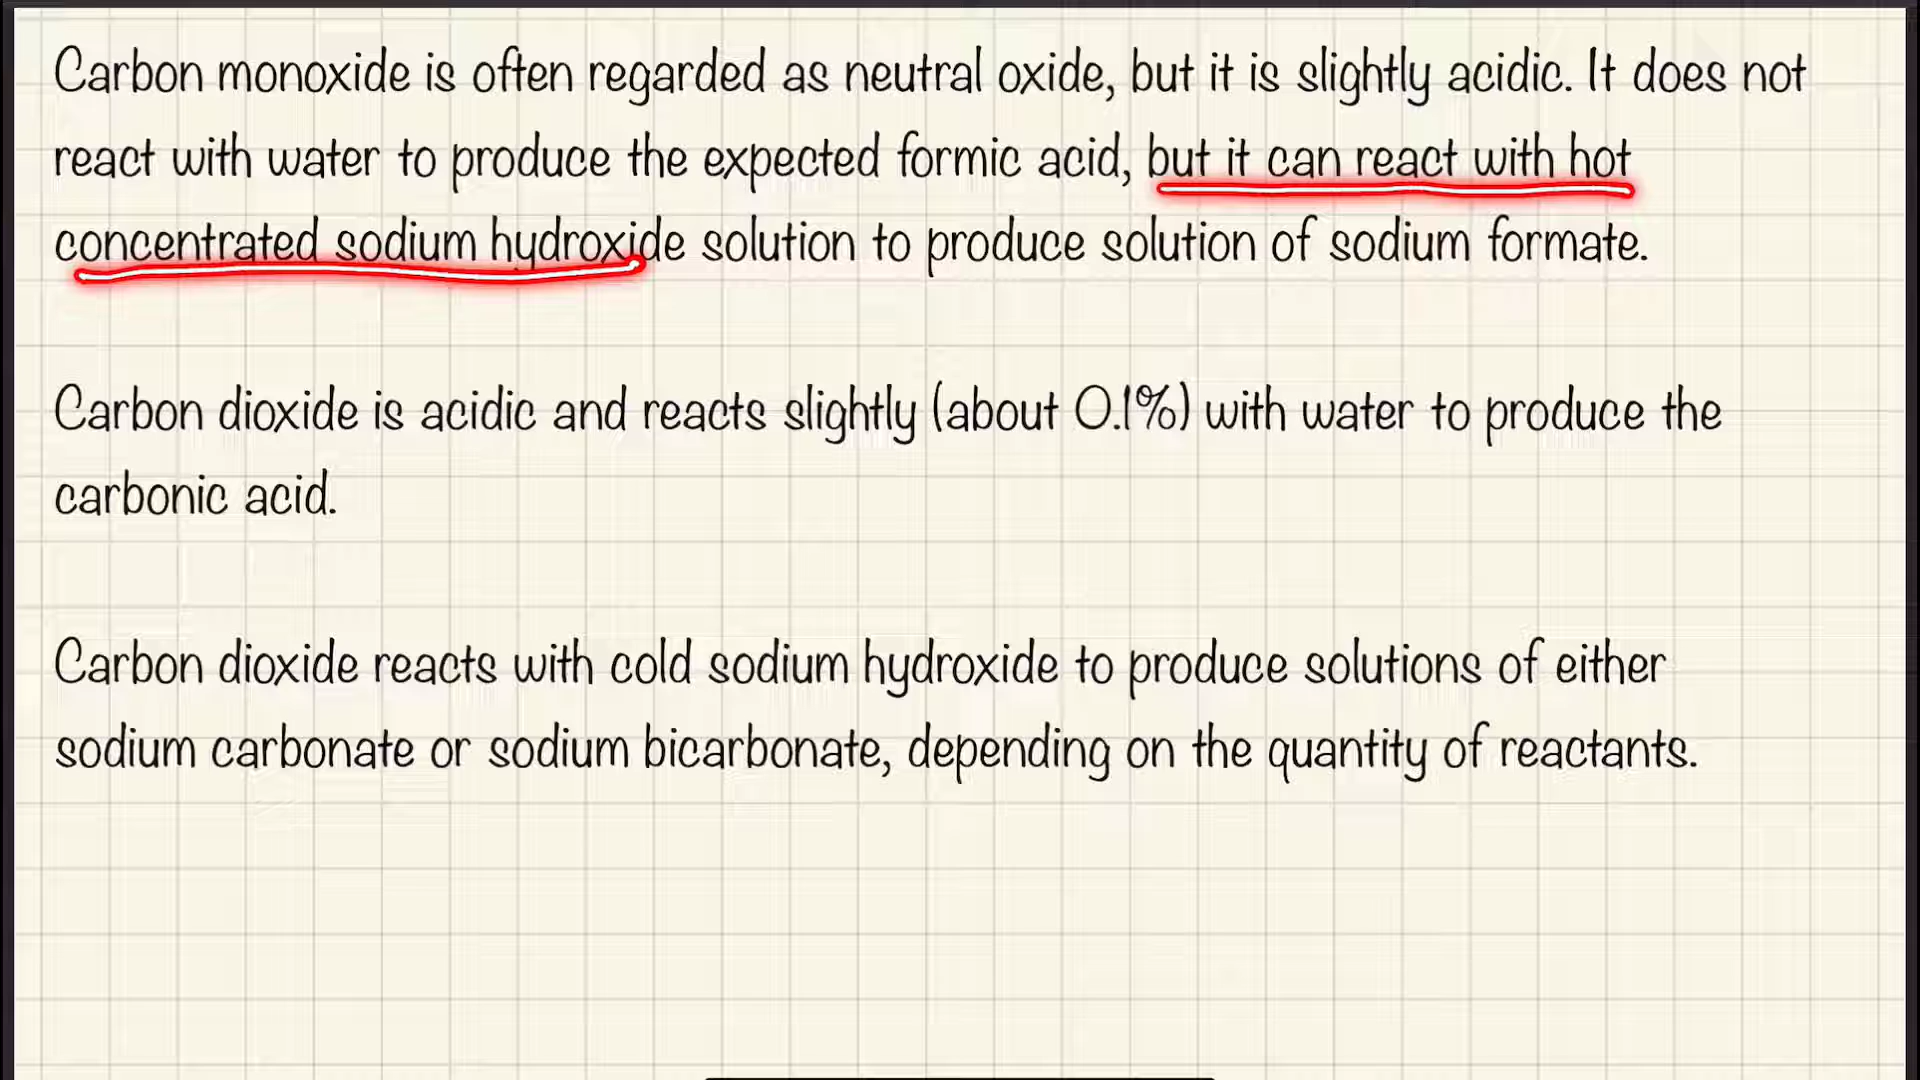 Carbon monoxide is often regarded as neutral oxide, but it is slightly acidic. It does not
react with water to produce the expected formic acid, but it can react with hot
concentrated sodium hydroxide solution to produce solution of sodium formate.
Carbon dioxide is acidic and reacts slightly (about 0.1%) with water to produce the
carbonic acid.
Carbon dioxide reacts with cold sodium hydroxide to produce solutions of either
sodium carbonate or sodium bicarbonate, depending on the quantity of reactants.